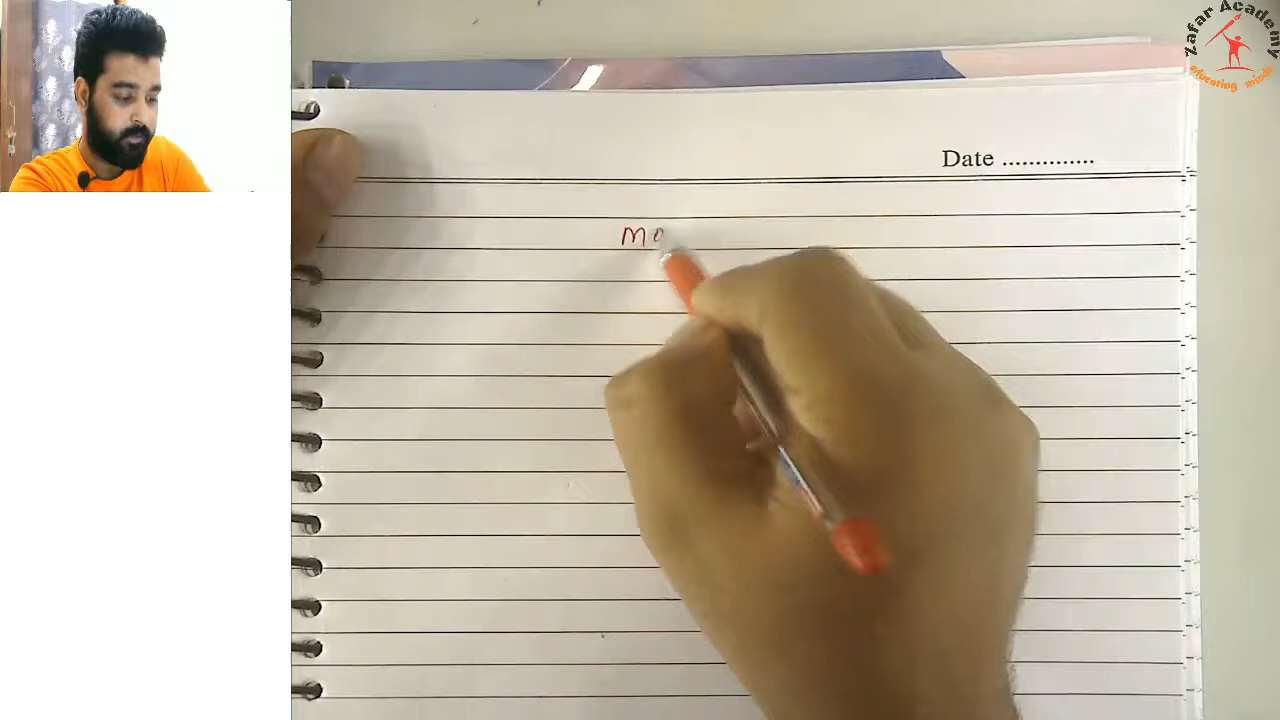 Zafar Academy
educating minds
Date ..............
Mo